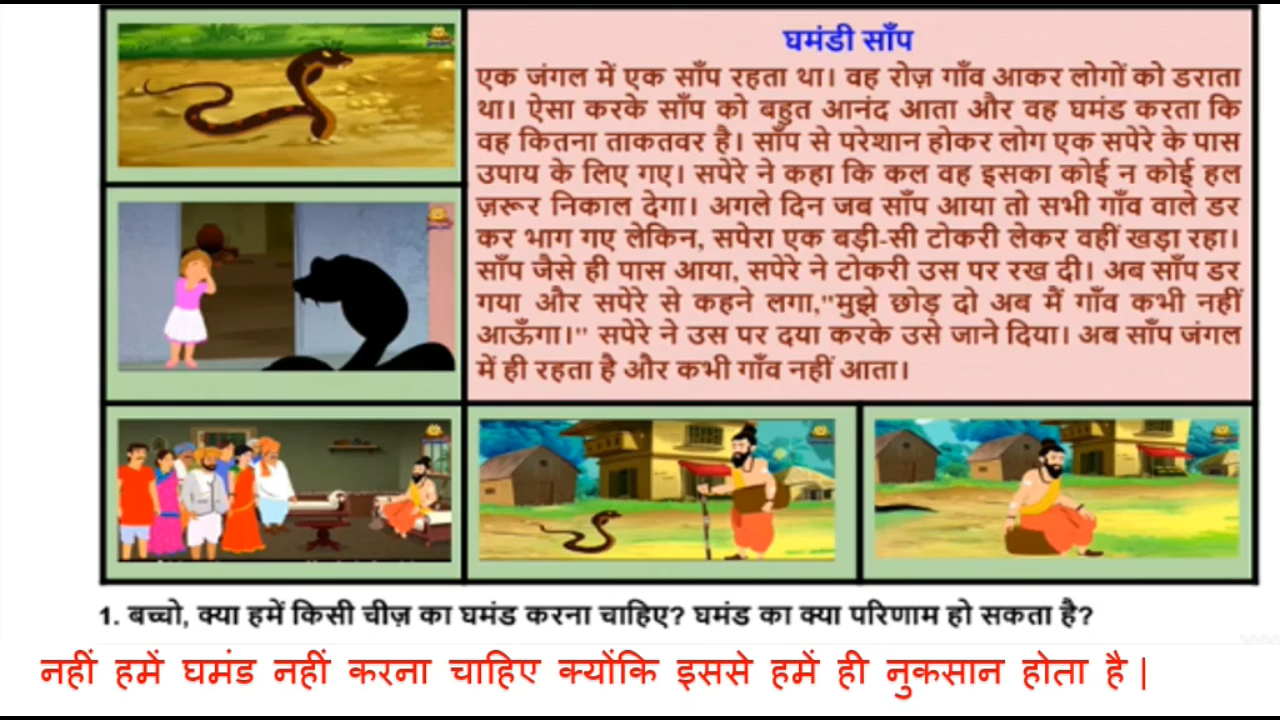 घमंडी साँप
एक जंगल में एक साँप रहता था। वह रोज़ गाँव आकर लोगों को डराता
था। ऐसा करके साँप को बहुत आनंद आता और वह घमंड करता कि
वह कितना ताकतवर है। साँप से परेशान होकर लोग एक सपेरे के पास
उपाय के लिए गए। सपेरे ने कहा कि कल वह इसका कोई न कोई हल
ज़रूर निकाल देगा। अगले दिन जब साँप आया तो सभी गाँव वाले डर
कर भाग गए लेकिन, सपेरा एक बड़ी-सी टोकरी लेकर वहीं खड़ा रहा।
साँप जैसे ही पास आया, सपेरे ने टोकरी उस पर रख दी। अब साँप डर
गया और सपेरे से कहने लगा,"मुझे छोड़ दो अब मैं गाँव कभी नहीं
आऊँगा।" सपेरे ने उस पर दया करके उसे जाने दिया। अब साँप जंगल
में ही रहता है और कभी गाँव नहीं आता।
1. बच्चो, क्या हमें किसी चीज़ का घमंड करना चाहिए? घमंड का क्या परिणाम हो सकता है?
नहीं हमें घमंड नहीं करना चाहिए क्योंकि इससे हमें ही नुकसान होता है |